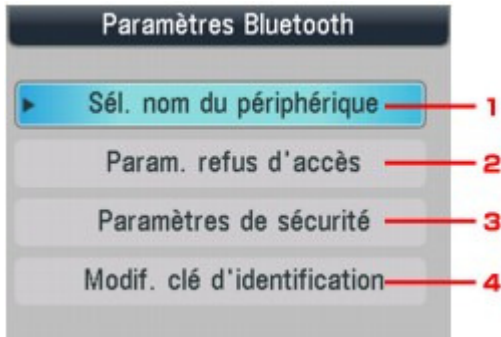 Paramètres Bluetooth
Sél. nom du périphérique 1
Param. refus d'accès 2
Paramètres de sécurité 3
Modif. clé d'identification 4